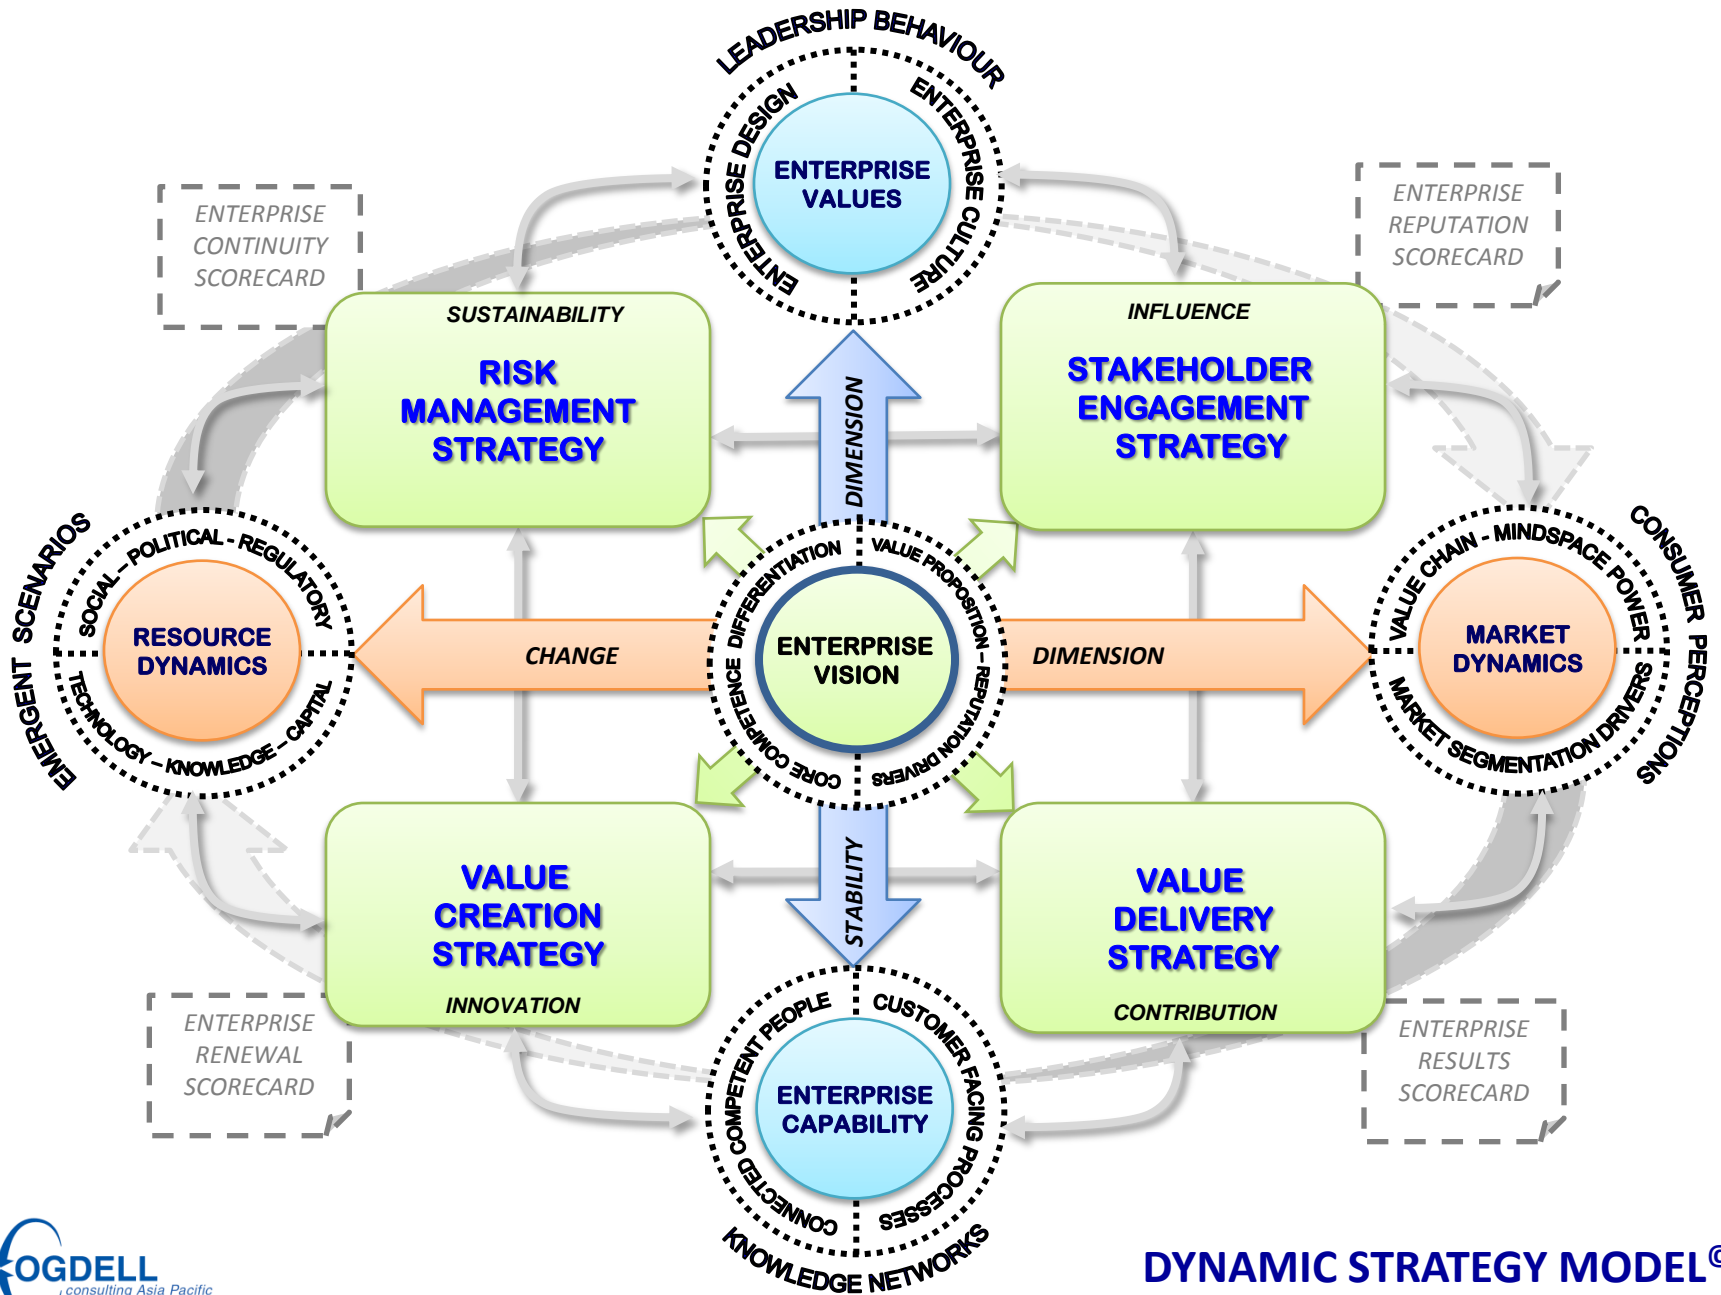 LEADERSHIP BEHAVIOUR
ENTERPRISE DESIGN
ENTERPRISE CULTURE
ENTERPRISE
VALUES
ENTERPRISE
CONTINUITY
SCORECARD
ENTERPRISE
REPUTATION
SCORECARD
SUSTAINABILITY
RISK
MANAGEMENT
STRATEGY
INFLUENCE
STAKEHOLDER
ENGAGEMENT
STRATEGY
DIMENSION
EMERGENT SCENARIOS
SOCIAL – POLITICAL - REGULATORY
RESOURCE
DYNAMICS
TECHNOLOGY – KNOWLEDGE – CAPITAL
CHANGE
CORE COMPETENCE DIFFERENTIATION
VALUE PROPOSITION – REPUTATION DRIVERS
ENTERPRISE
VISION
DIMENSION
VALUE CHAIN - MINDSPACE POWER
MARKET
DYNAMICS
MARKET SEGMENTATION DRIVERS
CONSUMER PERCEPTIONS
STABILITY
VALUE
CREATION
STRATEGY
INNOVATION
VALUE
DELIVERY
STRATEGY
CONTRIBUTION
ENTERPRISE
RENEWAL
SCORECARD
CONNECTED COMPETENT PEOPLE
CUSTOMER FACING PROCESSES
ENTERPRISE
CAPABILITY
KNOWLEDGE NETWORKS
ENTERPRISE
RESULTS
SCORECARD
OGDELL
consulting Asia Pacific
DYNAMIC STRATEGY MODEL©